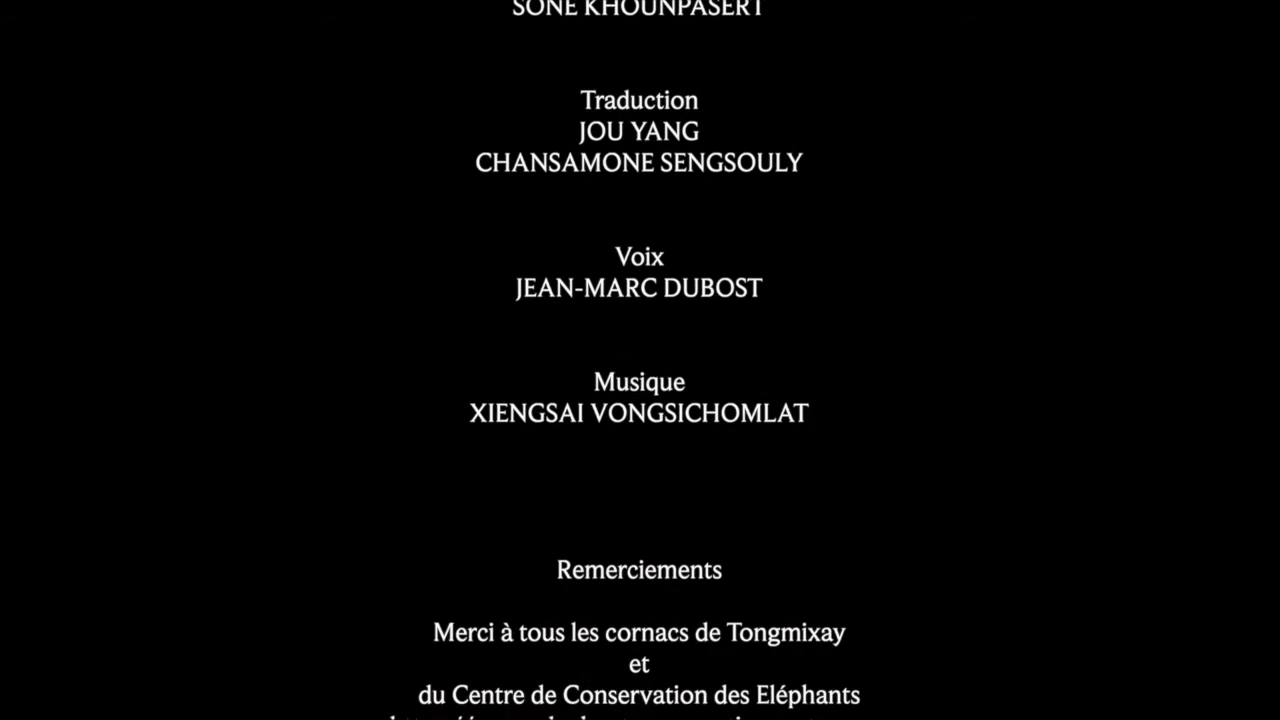 SONE KHOUNPASERT
Traduction
JOU YANG
CHANSAMONE SENGSOULY
Voix
JEAN-MARC DUBOST
Musique
XIENGSAI VONGSICHOMLAT
Remerciements
Merci à tous les cornacs de Tongmixay
et
du Centre de Conservation des Eléphants